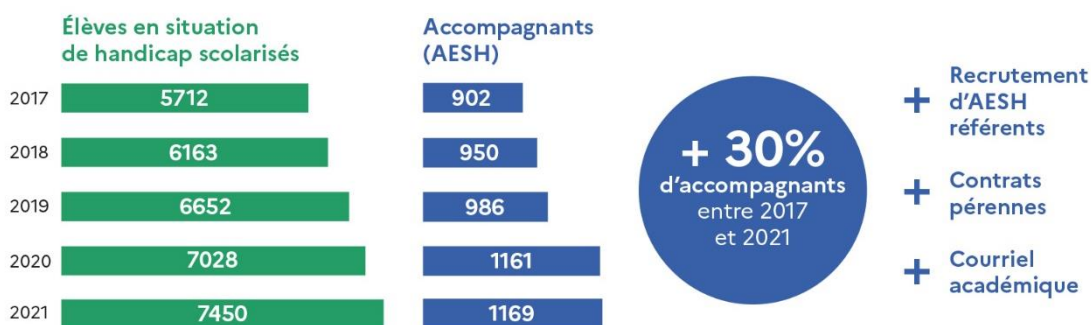 Élèves en situation
de handicap scolarisés
Accompagnants
(AESH)
2017 5712 902
2018 6163 950
2019 6652 986
2020 7028 1161
2021 7450 1169
+ 30%
d'accompagnants
entre 2017
et 2021
+ Recrutement
d'AESH
référents
+ Contrats
pérennes
+ Courriel
académique